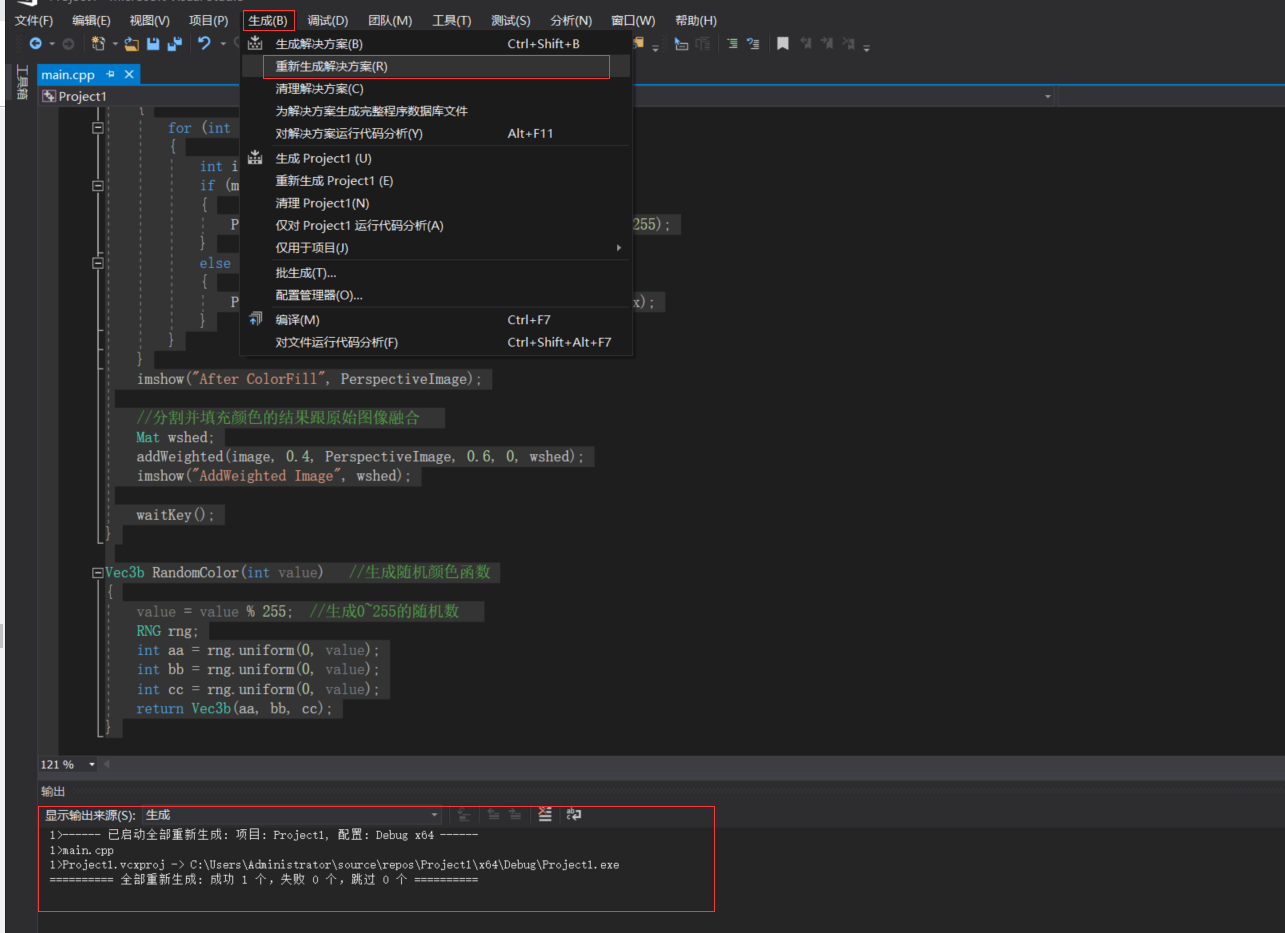 文件(F) 编辑(E) 视图(V) 项目(P) 生成(B) 调试(D) 团队(M) 工具(T) 测试(S) 分析(N) 窗口(W) 帮助(H)
生成解决方案(B) Ctrl+Shift+B
重新生成解决方案(R)
清理解决方案(C)
为解决方案生成完整程序数据库文件
对解决方案运行代码分析(Y) Alt+F11
生成 Project1 (U)
重新生成 Project1 (E)
清理 Project1(N)
仅对 Project1 运行代码分析(A)
仅用于项目(J)
批生成(T)...
配置管理器(O)...
编译(M) Ctrl+F7
对文件运行代码分析(F) Ctrl+Shift+Alt+F7
工具箱
main.cpp
Project1
{
for (int
{
int i
if (m
{
P 255);
}
else
{
P x);
}
}
}
imshow("After ColorFill", PerspectiveImage);
//分割并填充颜色的结果跟原始图像融合
Mat wshed;
addWeighted(image, 0.4, PerspectiveImage, 0.6, 0, wshed);
imshow("AddWeighted Image", wshed);
waitKey();
}
Vec3b RandomColor(int value) //生成随机颜色函数
{
value = value % 255; //生成0~255的随机数
RNG rng;
int aa = rng.uniform(0, value);
int bb = rng.uniform(0, value);
int cc = rng.uniform(0, value);
return Vec3b(aa, bb, cc);
}
121 %
输出
显示输出来源(S): 生成
1>------ 已启动全部重新生成: 项目: Project1, 配置: Debug x64 ------
1>main.cpp
1>Project1.vcxproj -> C:\Users\Administrator\source\repos\Project1\x64\Debug\Project1.exe
========== 全部重新生成: 成功 1 个，失败 0 个，跳过 0 个 ==========